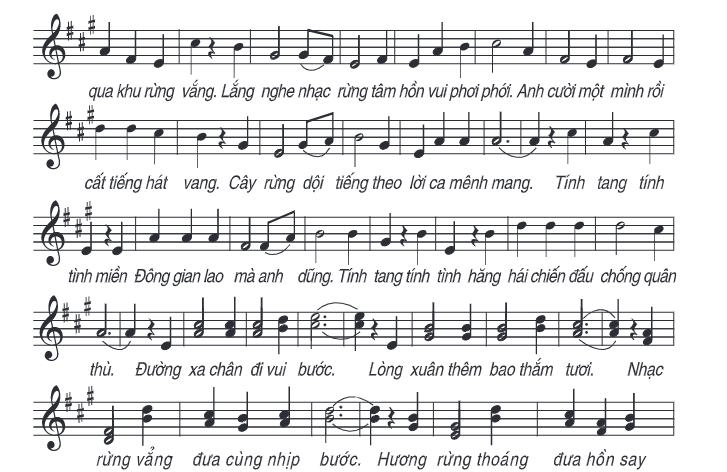 qua khu rừng vắng. Lắng nghe nhạc rừng tâm hồn vui phơi phới. Anh cười một mình rồi
cất tiếng hát vang. Cây rừng dội tiếng theo lời ca mênh mang. Tính tang tính
tình miền Đông gian lao mà anh dũng. Tính tang tính tình hăng hái chiến đấu chống quân
thù. Đường xa chân đi vui bước. Lòng xuân thêm bao thắm tươi. Nhạc
rừng vẳng đưa cùng nhịp bước. Hương rừng thoáng đưa hồn say